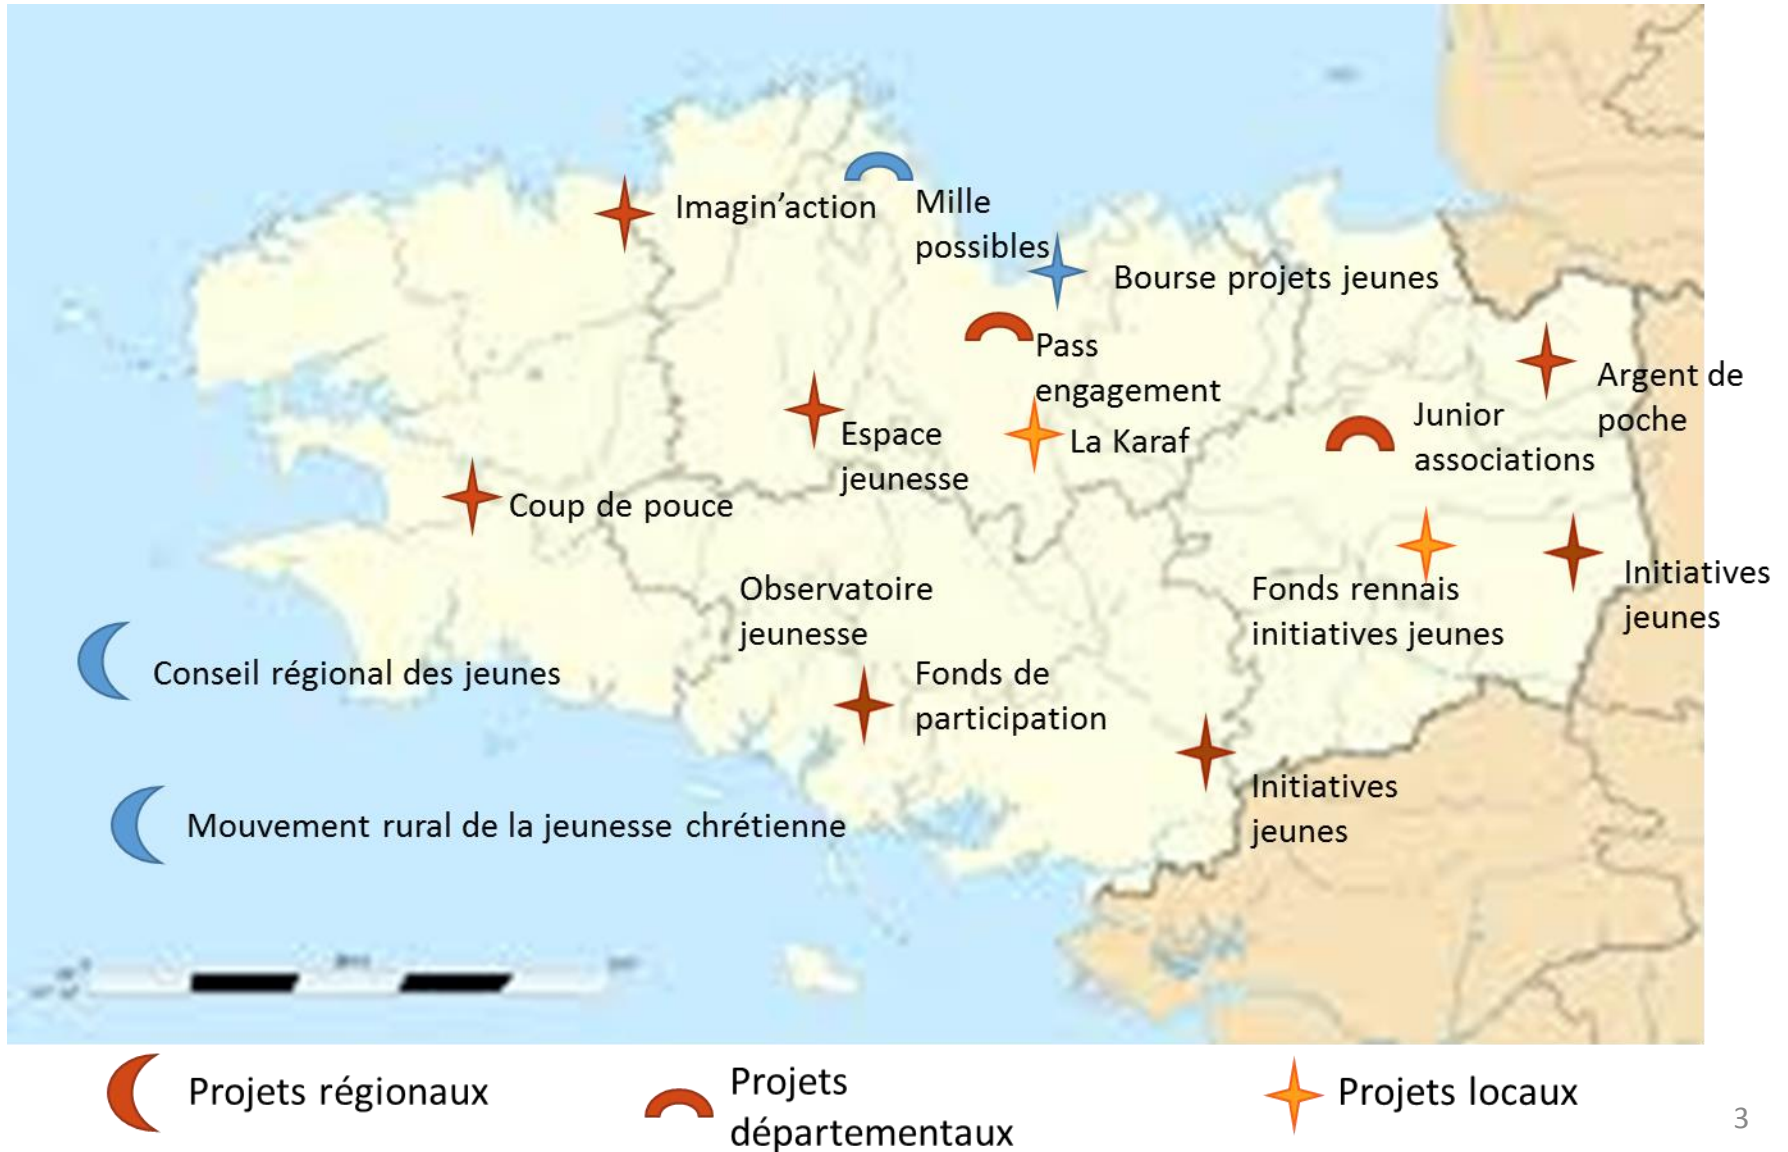 Imagin’action
Mille
possibles
Bourse projets jeunes
Pass
engagement
Argent de
poche
Junior
associations
Espace
jeunesse
La Karaf
Coup de pouce
Observatoire
jeunesse
Fonds rennais
initiatives jeunes
Initiatives
jeunes
Conseil régional des jeunes
Fonds de
participation
Initiatives
jeunes
Mouvement rural de la jeunesse chrétienne
Projets régionaux
Projets
départementaux
Projets locaux
3